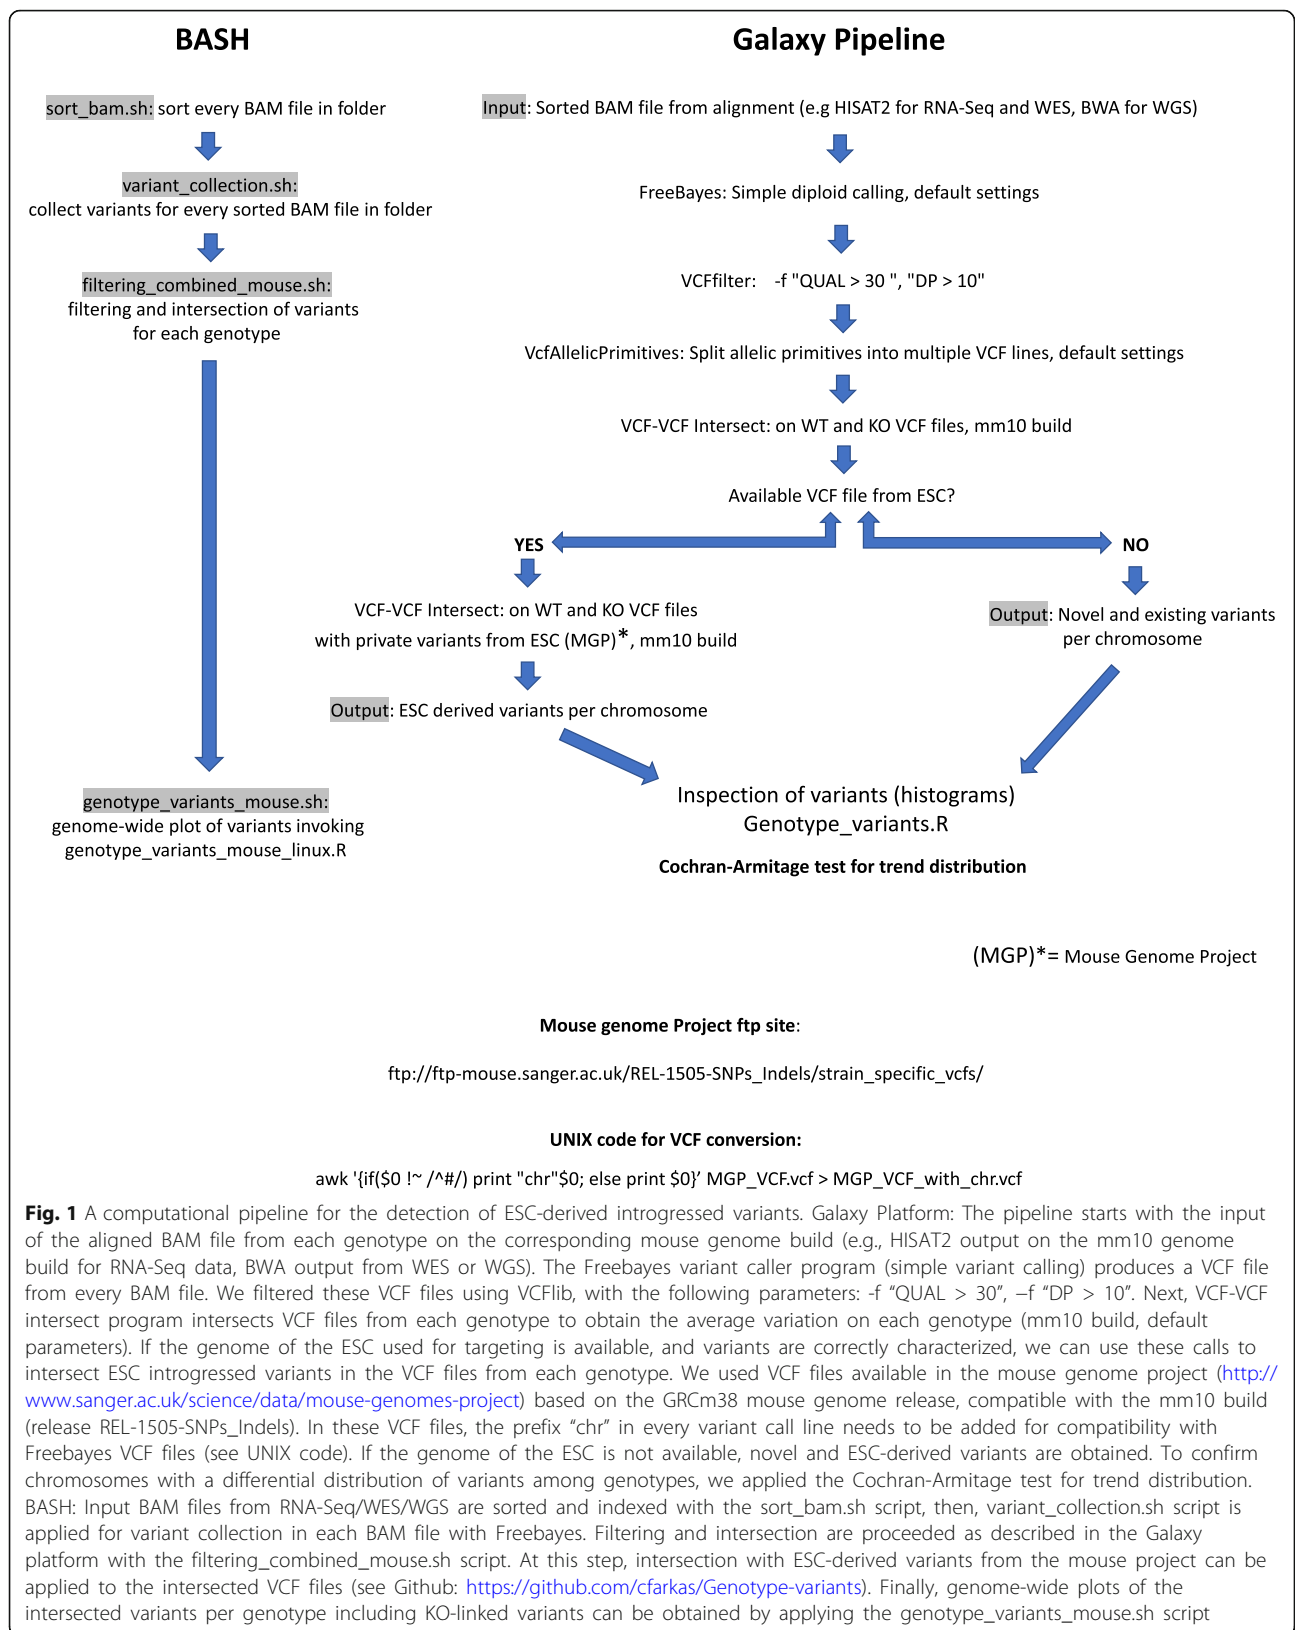 BASH
sort_bam.sh: sort every BAM file in folder
variant_collection.sh:
collect variants for every sorted BAM file in folder
filtering_combined_mouse.sh:
filtering and intersection of variants
for each genotype
genotype_variants_mouse.sh:
genome-wide plot of variants invoking
genotype_variants_mouse_linux.R
Galaxy Pipeline
Input: Sorted BAM file from alignment (e.g HISAT2 for RNA-Seq and WES, BWA for WGS)
FreeBayes: Simple diploid calling, default settings
VCFfilter: -f "QUAL > 30 ", "DP > 10"
VcfAllelicPrimitives: Split allelic primitives into multiple VCF lines, default settings
VCF-VCF Intersect: on WT and KO VCF files, mm10 build
Available VCF file from ESC?
YES
VCF-VCF Intersect: on WT and KO VCF files
with private variants from ESC (MGP)*, mm10 build
Output: ESC derived variants per chromosome
NO
Output: Novel and existing variants
per chromosome
Inspection of variants (histograms)
Genotype_variants.R
Cochran-Armitage test for trend distribution
(MGP)*= Mouse Genome Project
Mouse genome Project ftp site:
ftp://ftp-mouse.sanger.ac.uk/REL-1505-SNPs_Indels/strain_specific_vcfs/
UNIX code for VCF conversion:
awk '{if($0 !~ /^#/) print "chr"$0; else print $0}’ MGP_VCF.vcf > MGP_VCF_with_chr.vcf
Fig. 1 A computational pipeline for the detection of ESC-derived introgressed variants. Galaxy Platform: The pipeline starts with the input
of the aligned BAM file from each genotype on the corresponding mouse genome build (e.g., HISAT2 output on the mm10 genome
build for RNA-Seq data, BWA output from WES or WGS). The Freebayes variant caller program (simple variant calling) produces a VCF file
from every BAM file. We filtered these VCF files using VCFlib, with the following parameters: -f “QUAL > 30”, −f “DP > 10”. Next, VCF-VCF
intersect program intersects VCF files from each genotype to obtain the average variation on each genotype (mm10 build, default
parameters). If the genome of the ESC used for targeting is available, and variants are correctly characterized, we can use these calls to
intersect ESC introgressed variants in the VCF files from each genotype. We used VCF files available in the mouse genome project (http://
www.sanger.ac.uk/science/data/mouse-genomes-project) based on the GRCm38 mouse genome release, compatible with the mm10 build
(release REL-1505-SNPs_Indels). In these VCF files, the prefix “chr” in every variant call line needs to be added for compatibility with
Freebayes VCF files (see UNIX code). If the genome of the ESC is not available, novel and ESC-derived variants are obtained. To confirm
chromosomes with a differential distribution of variants among genotypes, we applied the Cochran-Armitage test for trend distribution.
BASH: Input BAM files from RNA-Seq/WES/WGS are sorted and indexed with the sort_bam.sh script, then, variant_collection.sh script is
applied for variant collection in each BAM file with Freebayes. Filtering and intersection are proceeded as described in the Galaxy
platform with the filtering_combined_mouse.sh script. At this step, intersection with ESC-derived variants from the mouse project can be
applied to the intersected VCF files (see Github: https://github.com/cfarkas/Genotype-variants). Finally, genome-wide plots of the
intersected variants per genotype including KO-linked variants can be obtained by applying the genotype_variants_mouse.sh script